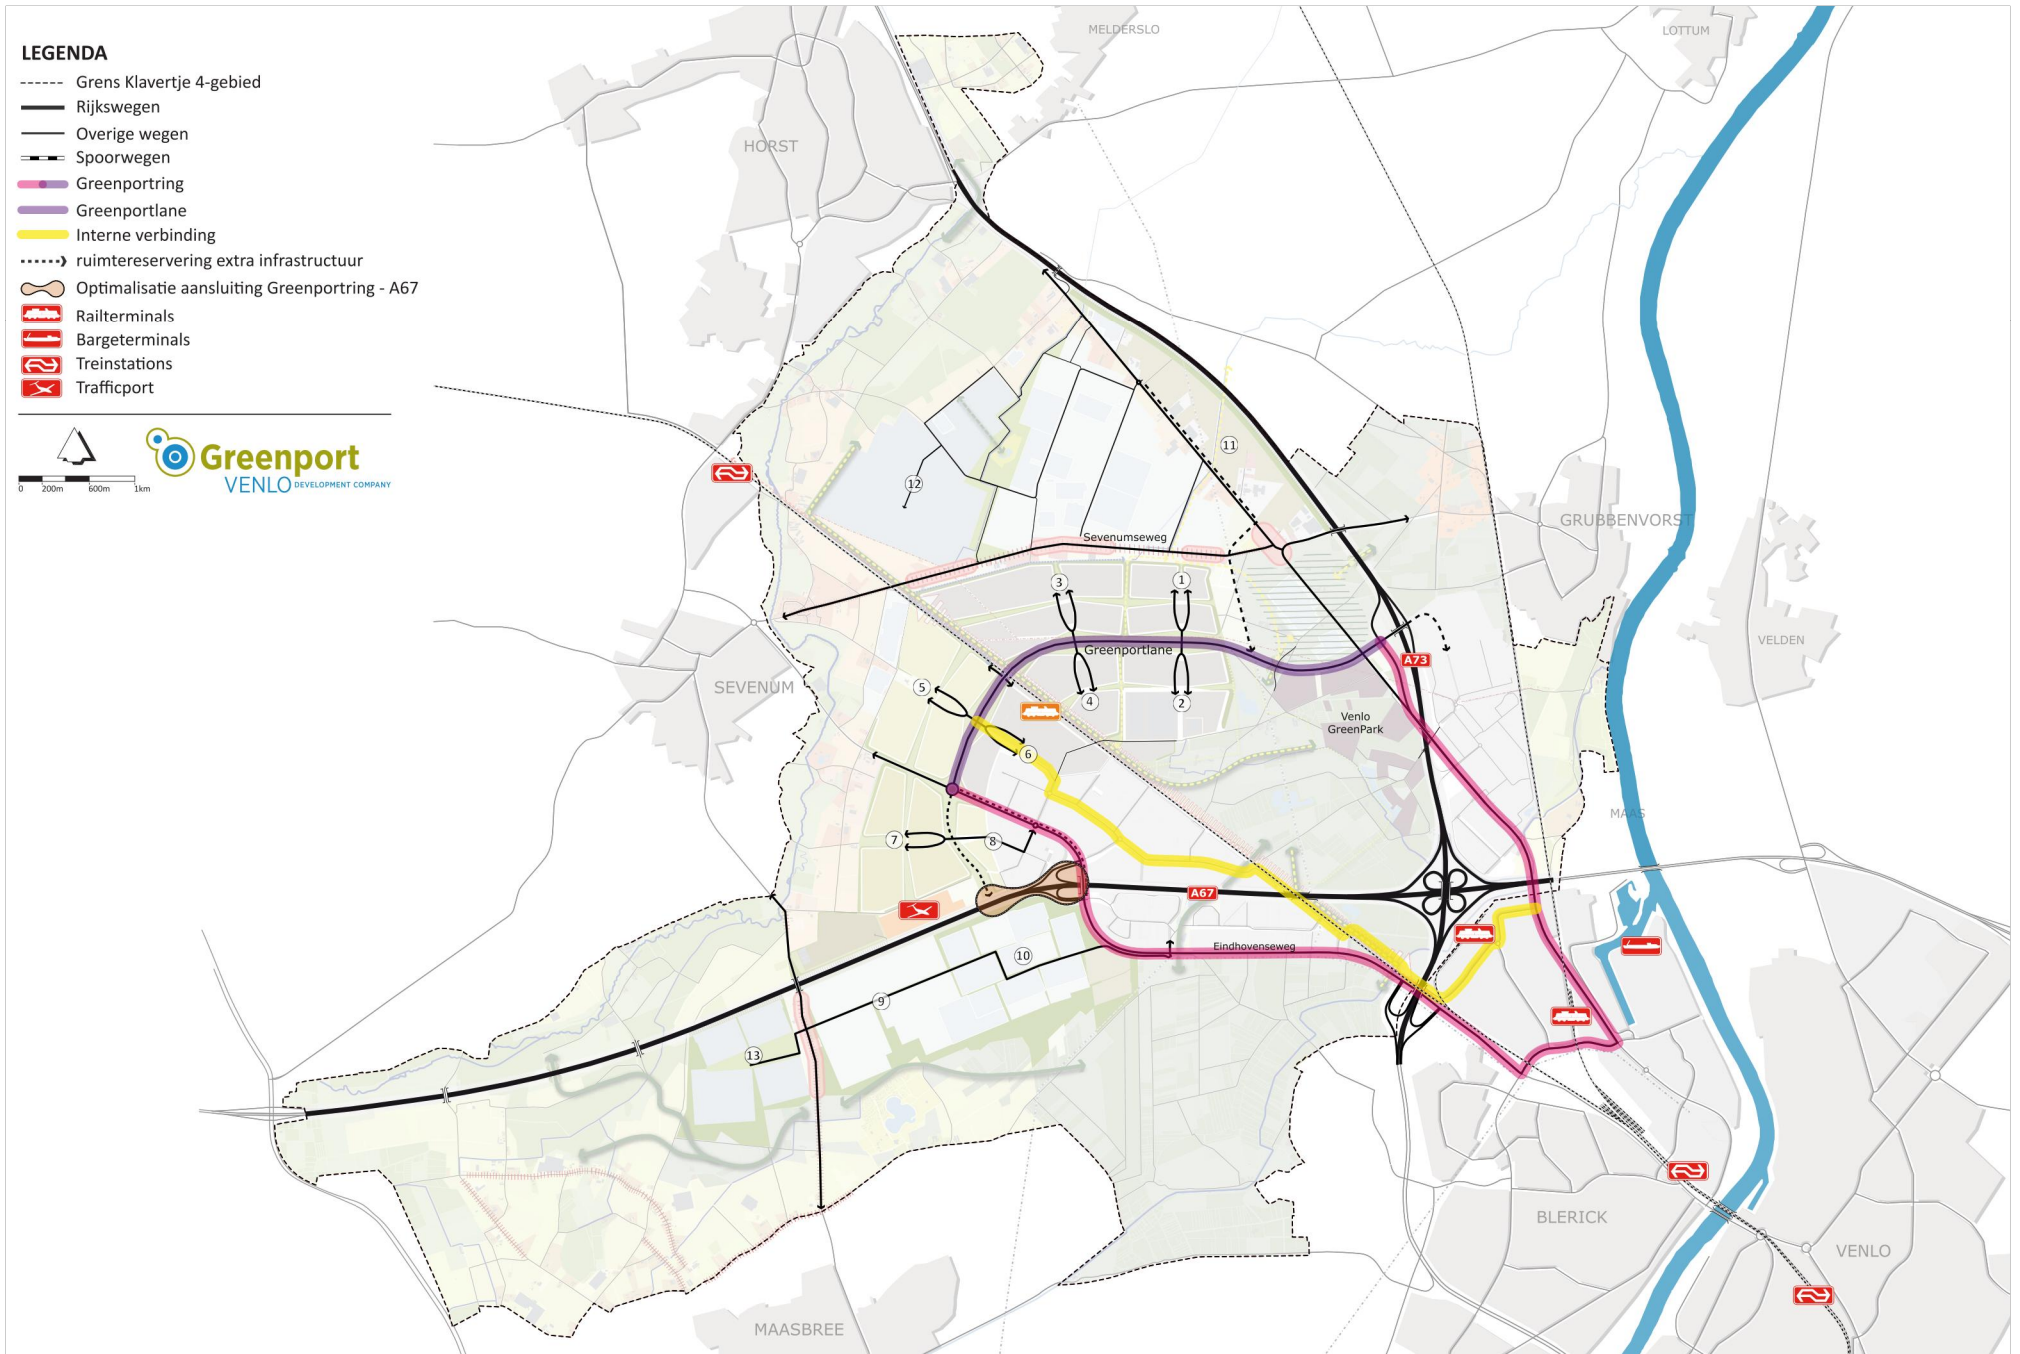 LEGENDA
Grens Klavertje 4-gebied
Rijkswegen
Overige wegen
Spoorwegen
Greenportring
Greenportlane
Interne verbinding
ruimtereservering extra infrastructuur
Optimalisatie aansluiting Greenportring - A67
Railterminals
Bargeterminals
Treinstations
Trafficport
0 200m 600m 1km
Greenport
VENLO DEVELOPMENT COMPANY
MELDERSLO
LOTTUM
HORST
11
12
GRUBBENVORST
Sevenumseweg
3
1
VELDEN
Greenportlane
A73
SEVENUM
5
4
2
Venlo
GreenPark
6
MAAS
7
8
A67
Eindhovenseweg
10
9
13
BLERICK
VENLO
MAASBREE